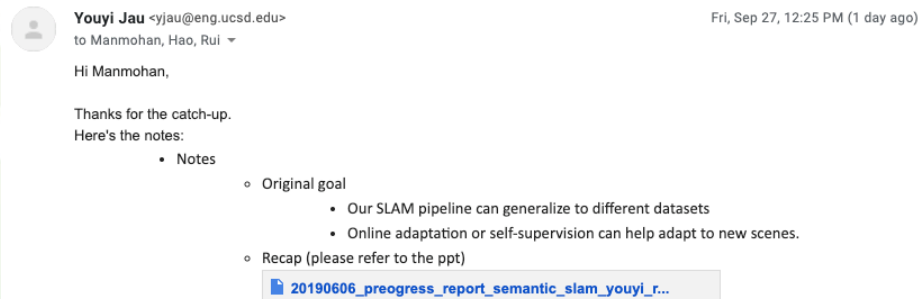 Youyi Jau <yjau@eng.ucsd.edu> Fri, Sep 27, 12:25 PM (1 day ago)
to Manmohan, Hao, Rui
Hi Manmohan,
Thanks for the catch-up.
Here's the notes:
• Notes
○ Original goal
• Our SLAM pipeline can generalize to different datasets
• Online adaptation or self-supervision can help adapt to new scenes.
○ Recap (please refer to the ppt)
20190606_preogress_report_semantic_slam_youyi_r...